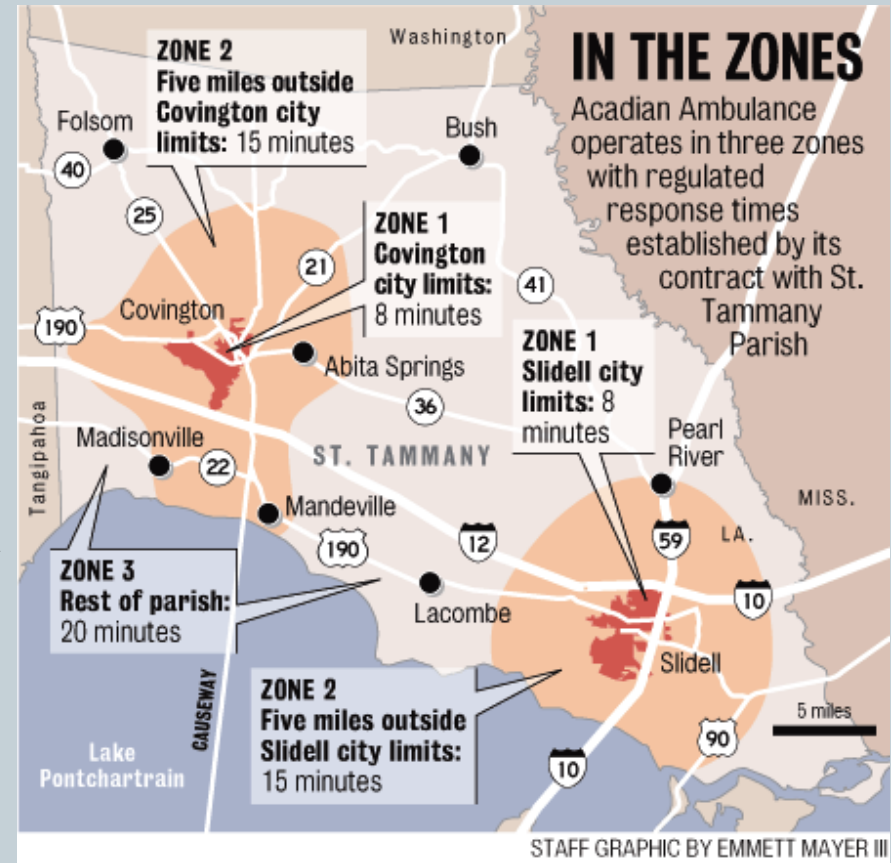 IN THE ZONES
Acadian Ambulance
operates in three zones
with regulated
response times
established by its
contract with St.
Tammany
Parish
Washington
ZONE 2
Five miles outside
Covington city
limits: 15 minutes
Folsom
Bush
40
25
ZONE 1
Covington
city limits:
8 minutes
21
41
Covington
190
ZONE 1
Slidell city
limits: 8
minutes
Abita Springs
36
Tangipahoa
Madisonville
22
ST. TAMMANY
Pearl
River
MISS.
LA.
Mandeville
190
12
59
10
ZONE 3
Rest of parish:
20 minutes
Lacombe
Slidell
CAUSEWAY
ZONE 2
Five miles outside
Slidell city limits:
15 minutes
5 miles
90
10
Lake
Pontchartrain
STAFF GRAPHIC BY EMMETT MAYER III